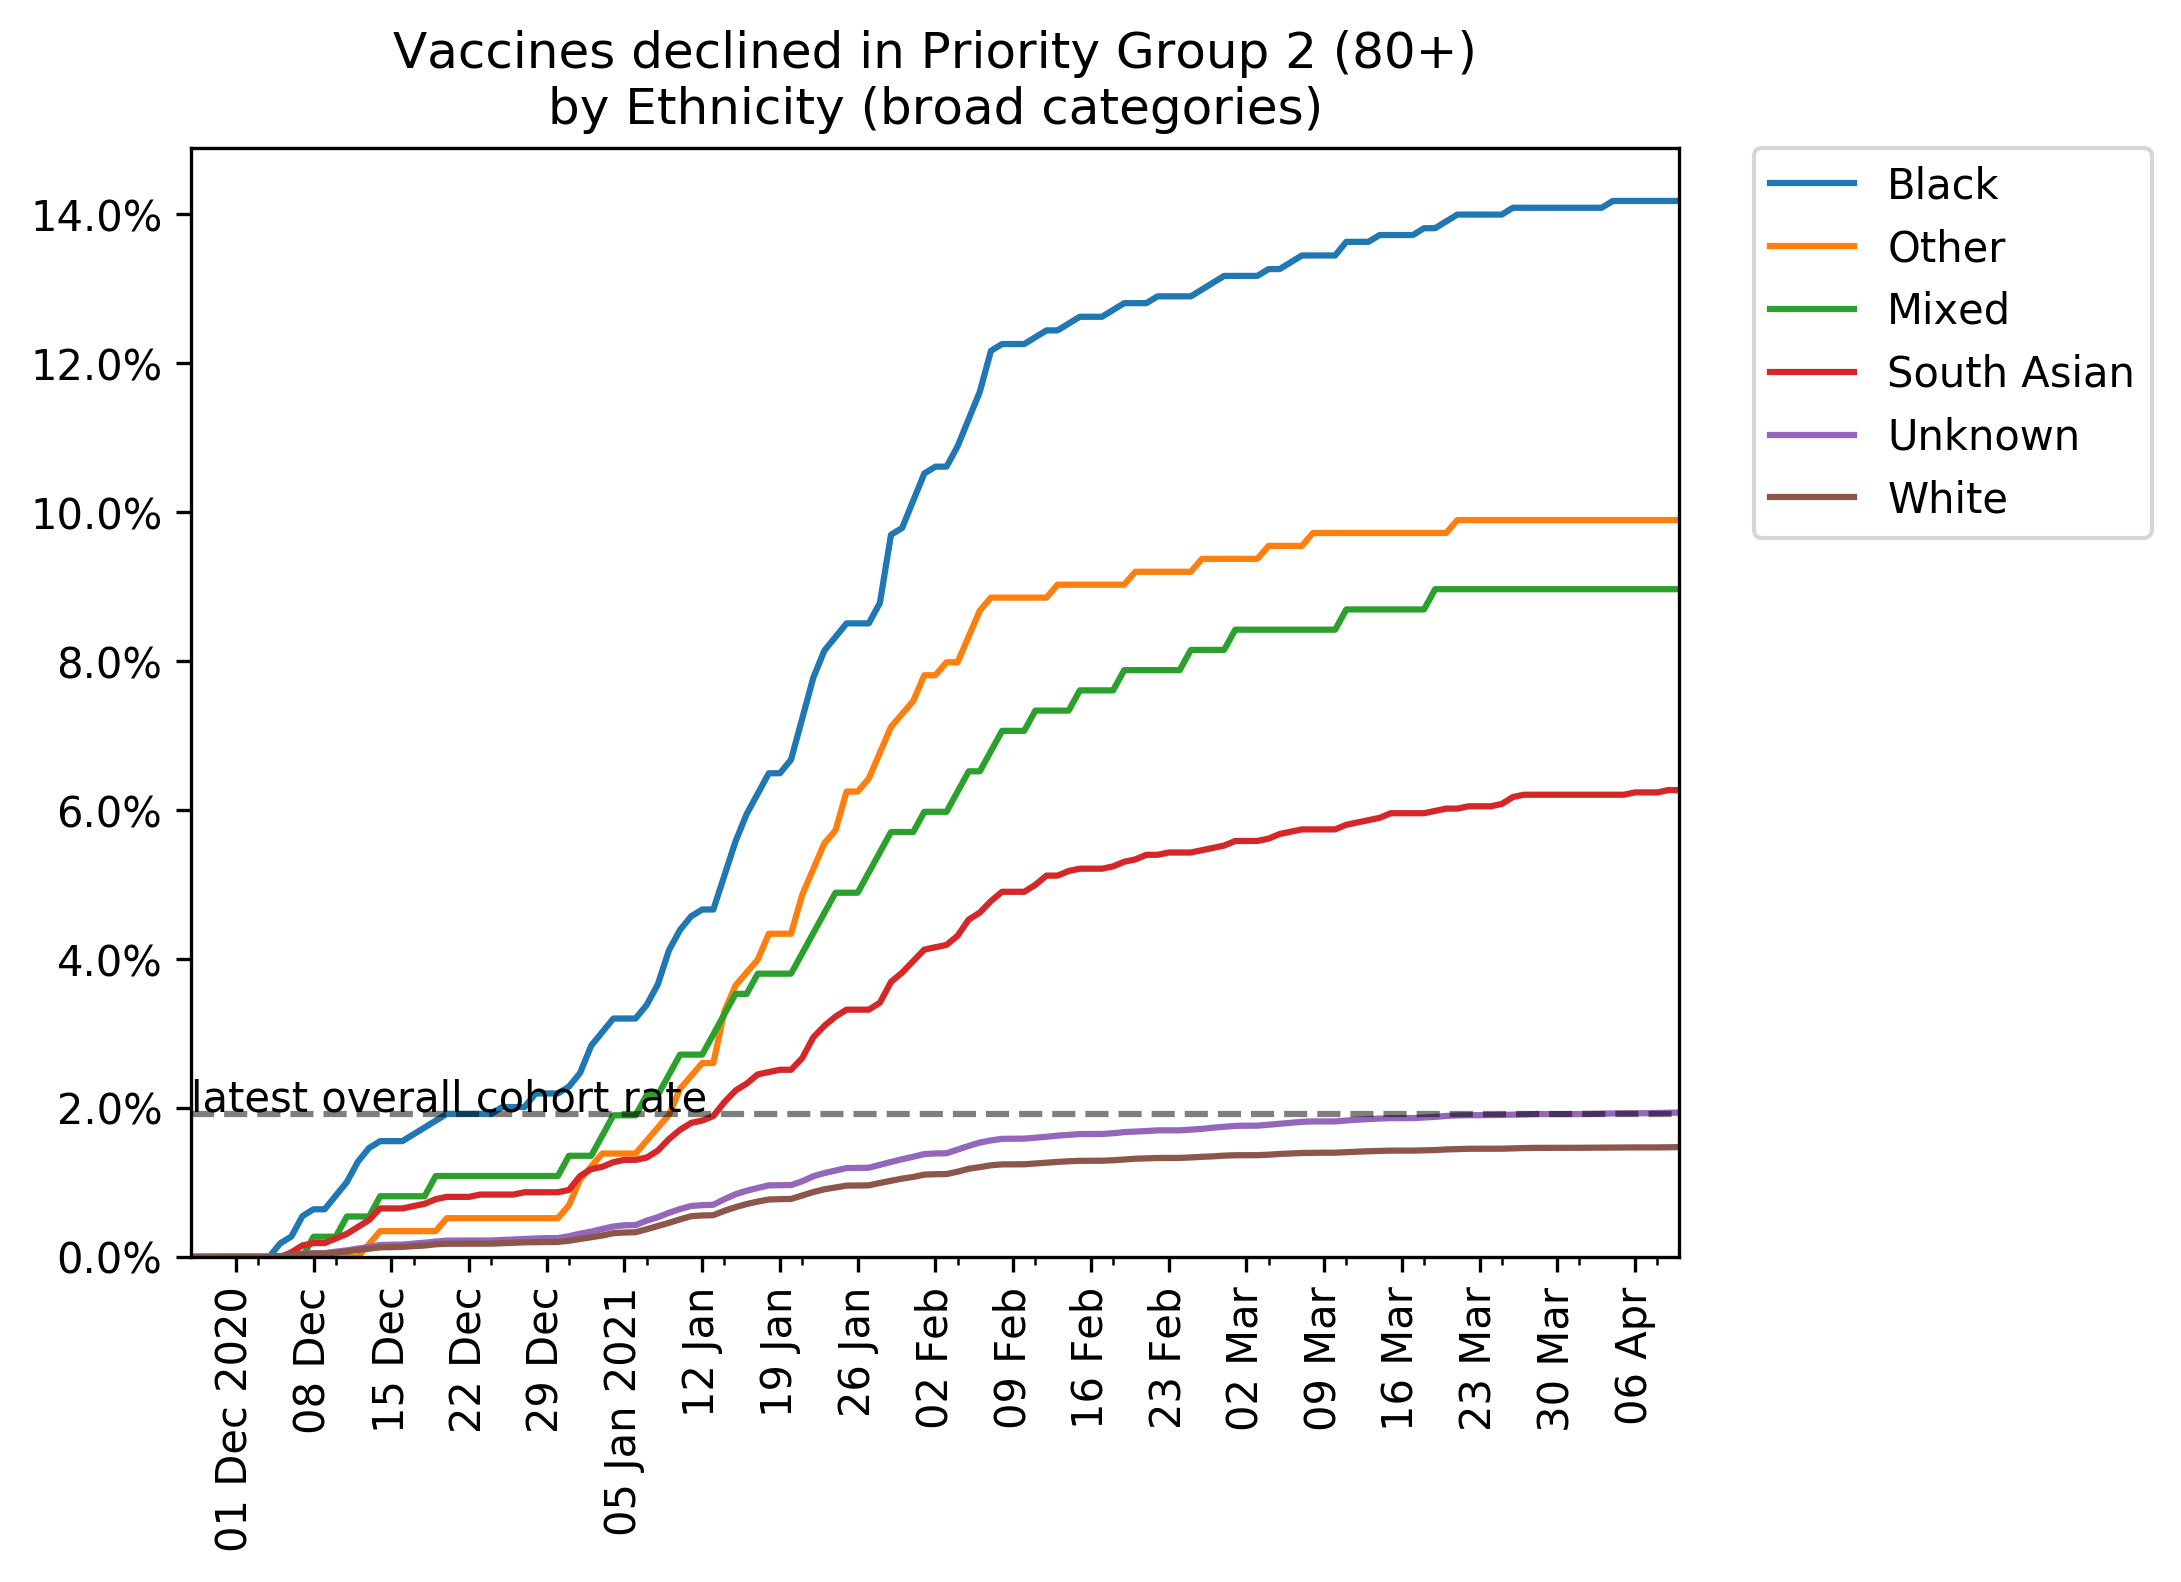 Vaccines declined in Priority Group 2 (80+)
by Ethnicity (broad categories)
14.0%
12.0%
10.0%
8.0%
6.0%
4.0%
2.0%
0.0%
latest overall cohort rate
01 Dec 2020
08 Dec
15 Dec
22 Dec
29 Dec
05 Jan 2021
12 Jan
19 Jan
26 Jan
02 Feb
09 Feb
16 Feb
23 Feb
02 Mar
09 Mar
16 Mar
23 Mar
30 Mar
06 Apr
Black
Other
Mixed
South Asian
Unknown
White